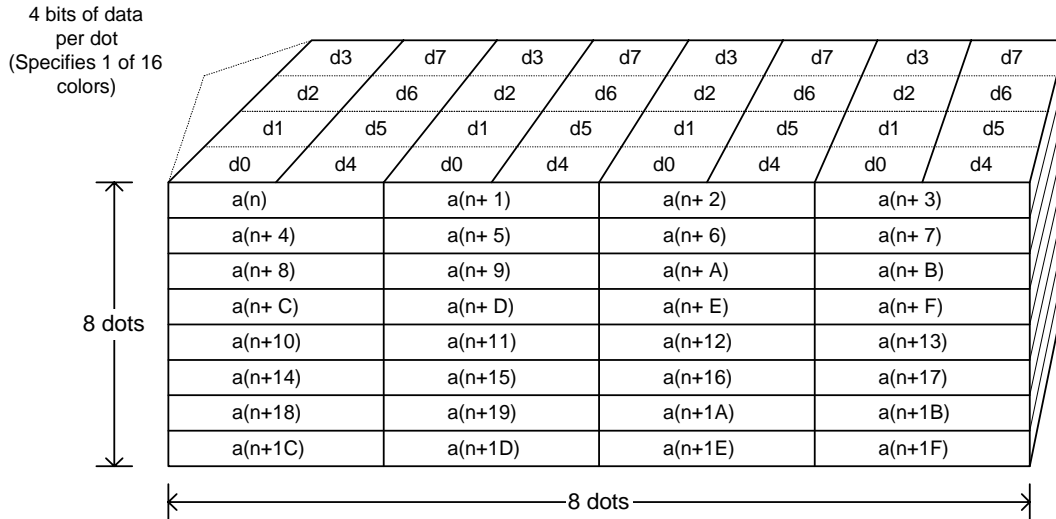 4 bits of data
per dot
(Specifies 1 of 16
colors)
d3 d7 d3 d7 d3 d7 d3 d7
d2 d6 d2 d6 d2 d6 d2 d6
d1 d5 d1 d5 d1 d5 d1 d5
d0 d4 d0 d4 d0 d4 d0 d4
a(n) a(n+ 1) a(n+ 2) a(n+ 3)
a(n+ 4) a(n+ 5) a(n+ 6) a(n+ 7)
a(n+ 8) a(n+ 9) a(n+ A) a(n+ B)
a(n+ C) a(n+ D) a(n+ E) a(n+ F)
8 dots
a(n+10) a(n+11) a(n+12) a(n+13)
a(n+14) a(n+15) a(n+16) a(n+17)
a(n+18) a(n+19) a(n+1A) a(n+1B)
a(n+1C) a(n+1D) a(n+1E) a(n+1F)
8 dots